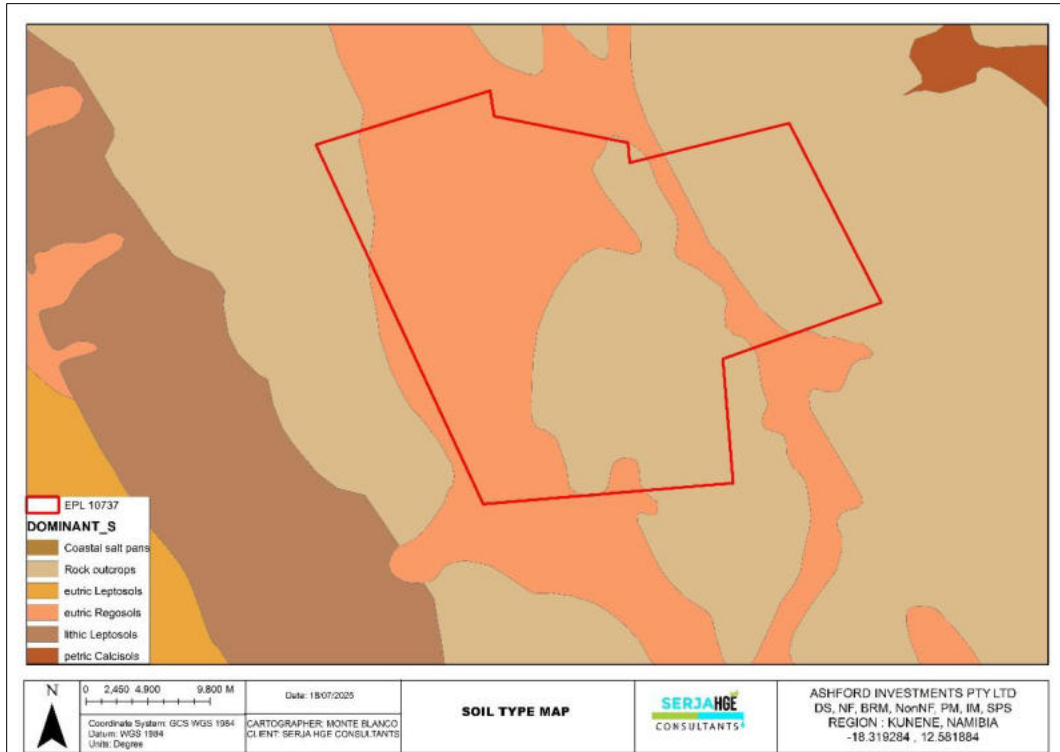 EPL 10737
DOMINANT_S
Coastal salt pans
Rock outcrops
eutric Leptosols
eutric Regosols
lithic Leptosols
petric Calcisols
N
0 2,450 4,900 9,800 M
Coordinate System: GCS WGS 1984
Datum: WGS 1984
Units: Degree
Date: 18/07/2025
CARTOGRAPHER: MONTE BLANCO
CLIENT: SERJA HGE CONSULTANTS
SOIL TYPE MAP
SERJA HGE
CONSULTANTS
ASHFORD INVESTMENTS PTY LTD
DS, NF, BRM, NonNF, PM, IM, SPS
REGION : KUNENE, NAMIBIA
-18.319284 , 12.581884